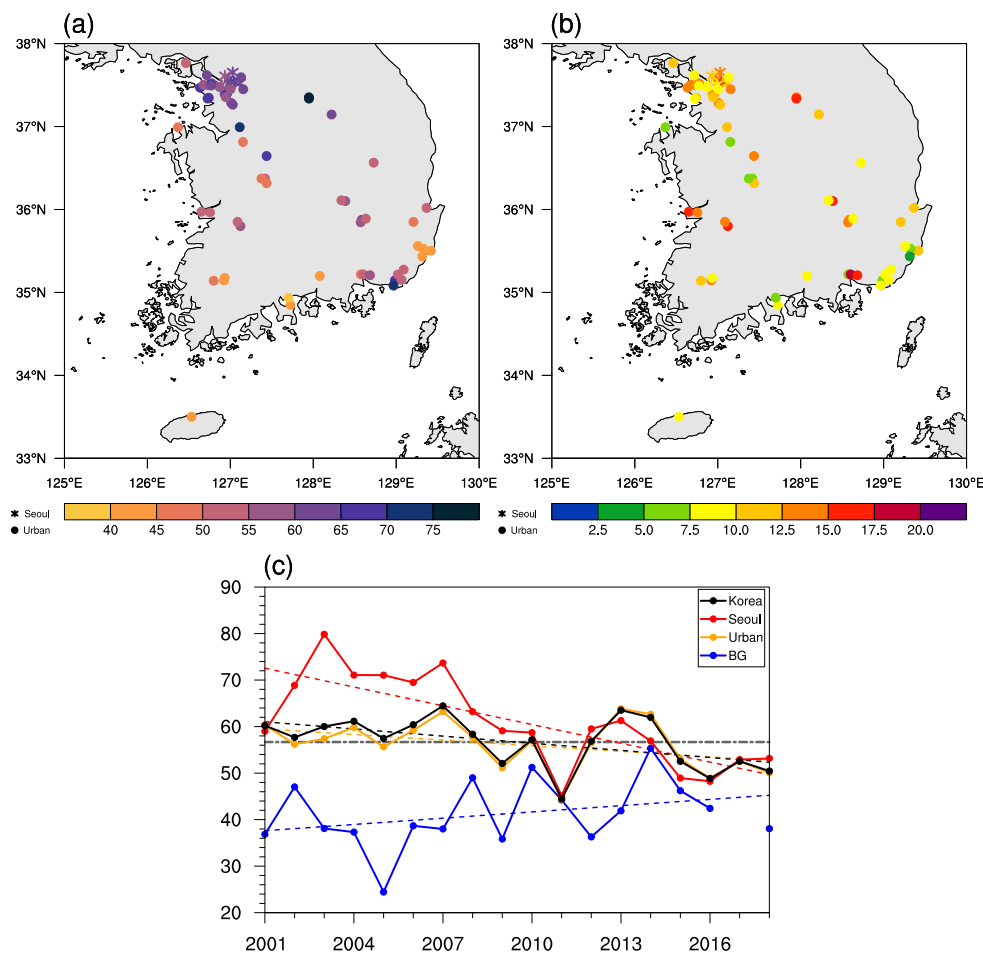 (a)
(b)
38°N
37°N
36°N
35°N
34°N
33°N
125°E 126°E 127°E 128°E 129°E 130°E
38°N
37°N
36°N
35°N
34°N
33°N
125°E 126°E 127°E 128°E 129°E 130°E
Seoul
Urban
40 45 50 55 60 65 70 75
Seoul
Urban
2.5 5.0 7.5 10.0 12.5 15.0 17.5 20.0
(c)
90
80
70
60
50
40
30
20
Korea
Seoul
Urban
BG
2001 2004 2007 2010 2013 2016